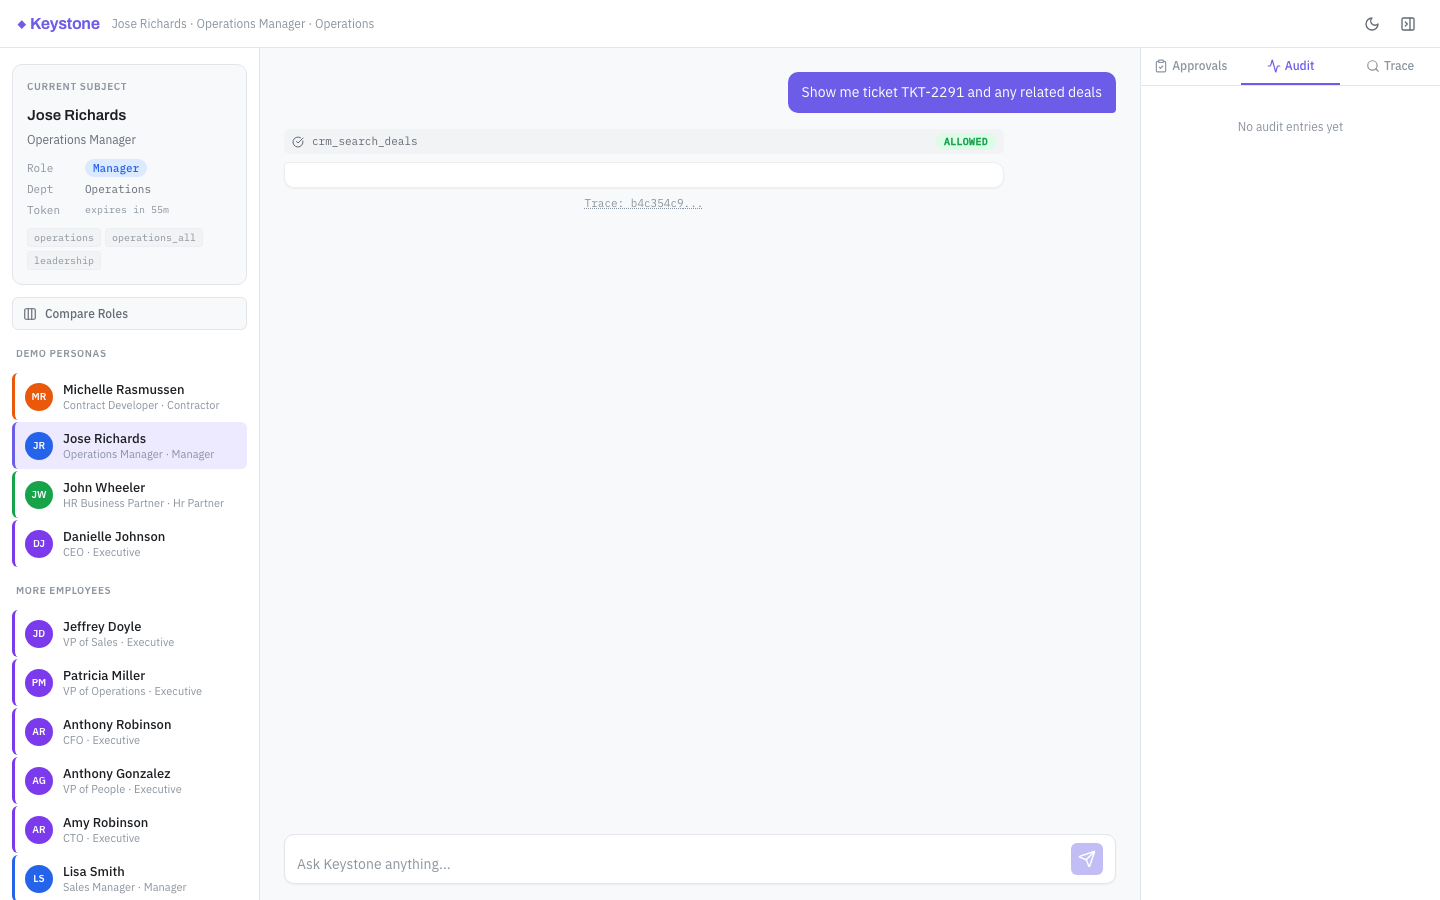 Keystone
Jose Richards · Operations Manager · Operations
CURRENT SUBJECT
Jose Richards
Operations Manager
Role Manager
Dept Operations
Token expires in 55m
operations operations_all
leadership
Compare Roles
DEMO PERSONAS
MR Michelle Rasmussen
Contract Developer · Contractor
JR Jose Richards
Operations Manager · Manager
JW John Wheeler
HR Business Partner · Hr Partner
DJ Danielle Johnson
CEO · Executive
MORE EMPLOYEES
JD Jeffrey Doyle
VP of Sales · Executive
PM Patricia Miller
VP of Operations · Executive
AR Anthony Robinson
CFO · Executive
AG Anthony Gonzalez
VP of People · Executive
AR Amy Robinson
CTO · Executive
LS Lisa Smith
Sales Manager · Manager
Show me ticket TKT-2291 and any related deals
crm_search_deals ALLOWED
Trace: b4c354c9...
Ask Keystone anything...
Approvals Audit Trace
No audit entries yet